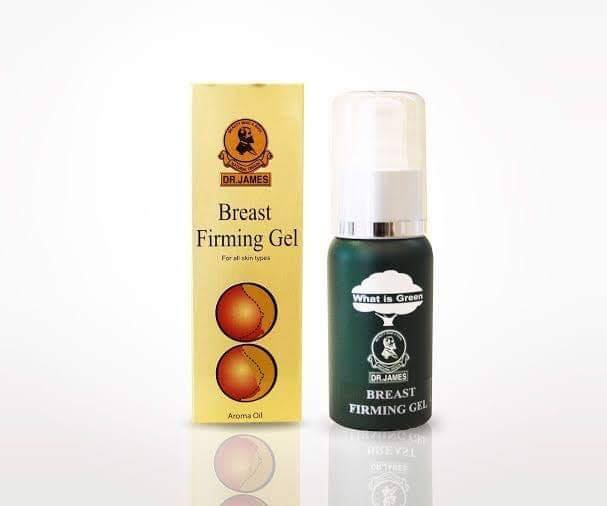 DR.JAMES
Breast
Firming Gel
For all skin types
Aroma Oil
What is Green
DR.JAMES
BREAST
FIRMING GEL